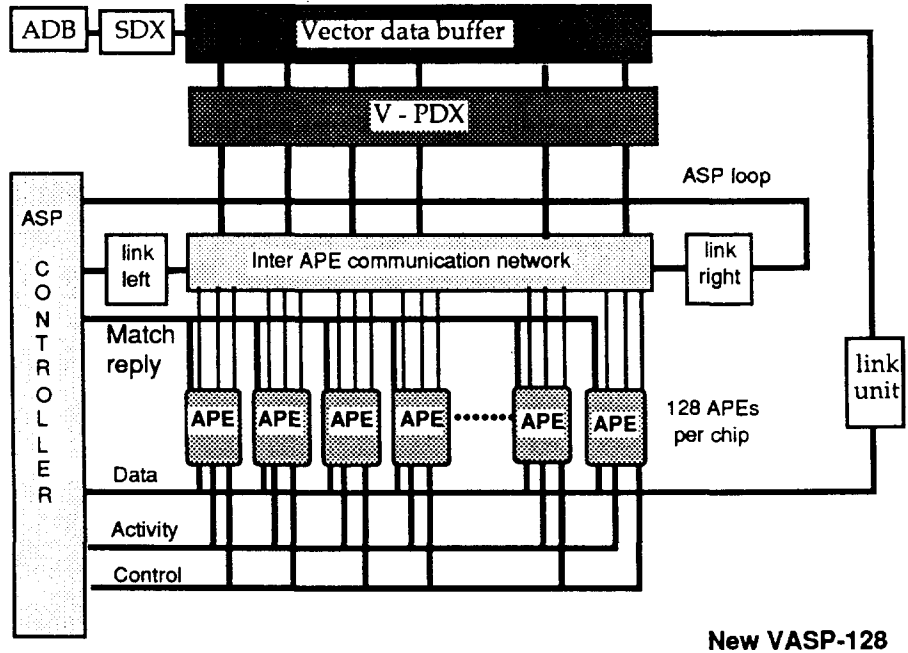 ADB
SDX
Vector data buffer
V - PDX
ASP loop
ASP
CONTROLLER
link
left
Inter APE communication network
link
right
Match
reply
link
unit
APE
APE
APE
APE
APE
APE
128 APEs
per chip
Data
Activity
Control
New VASP-128